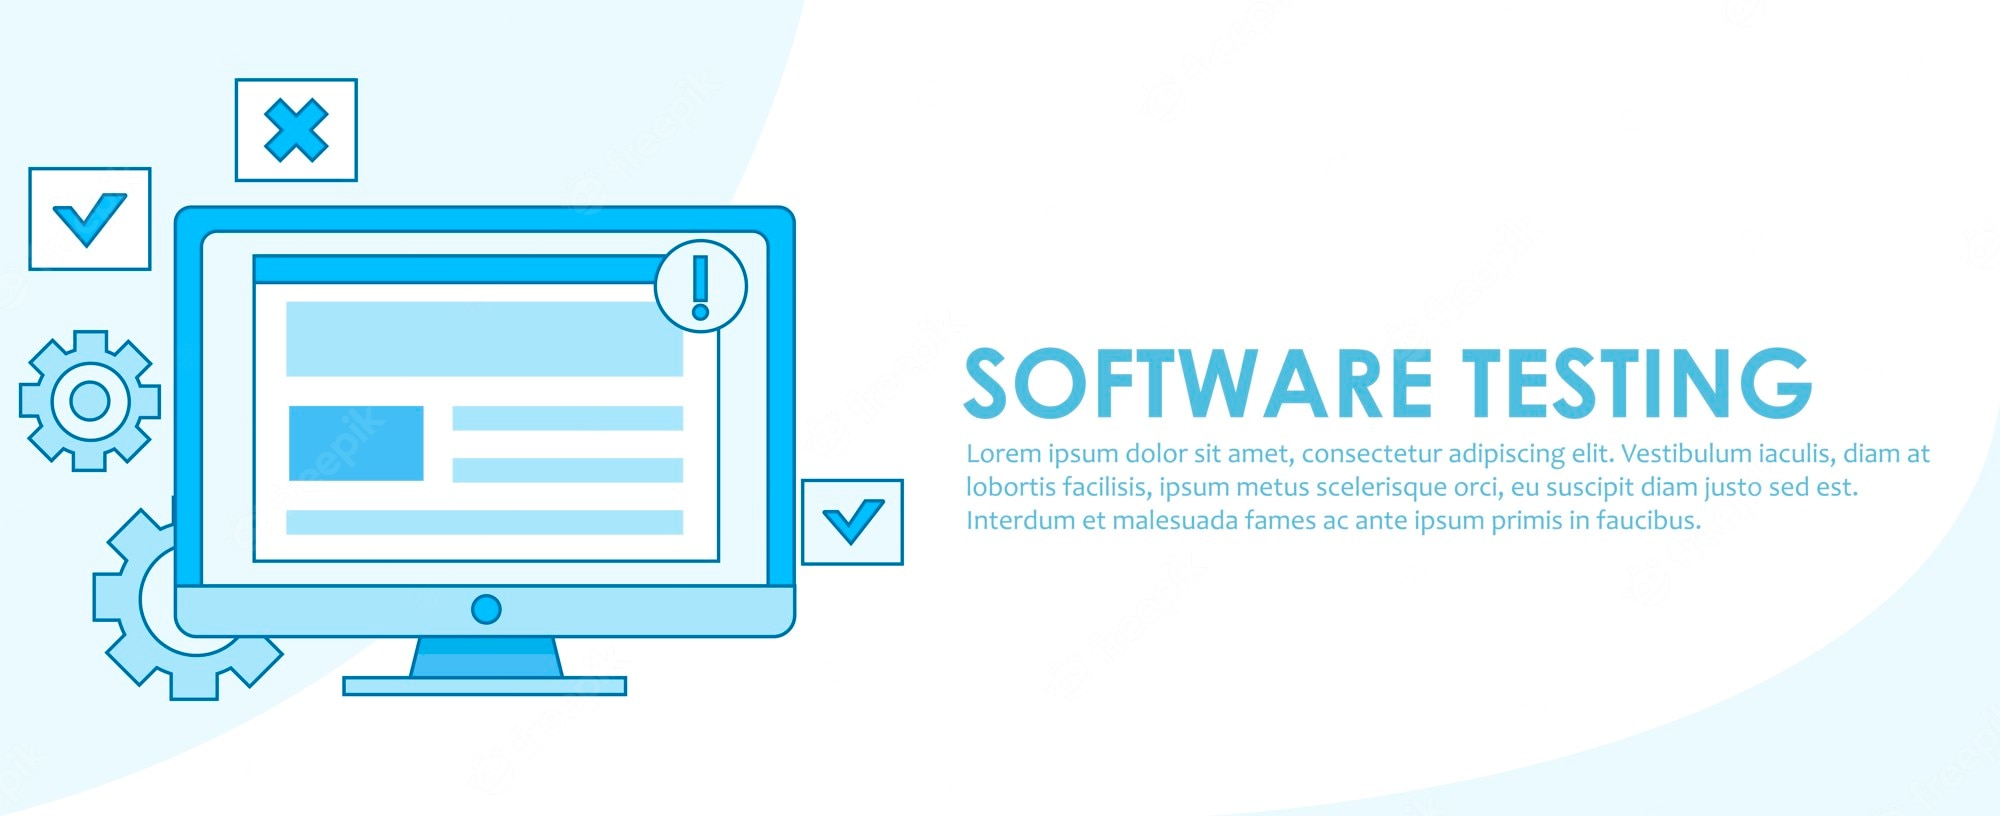 SOFTWARE TESTING
Lorem ipsum dolor sit amet, consectetur adipiscing elit. Vestibulum iaculis, diam at
lobortis facilisis, ipsum metus scelerisque orci, eu suscipit diam justo sed est.
Interdum et malesuada fames ac ante ipsum primis in faucibus.